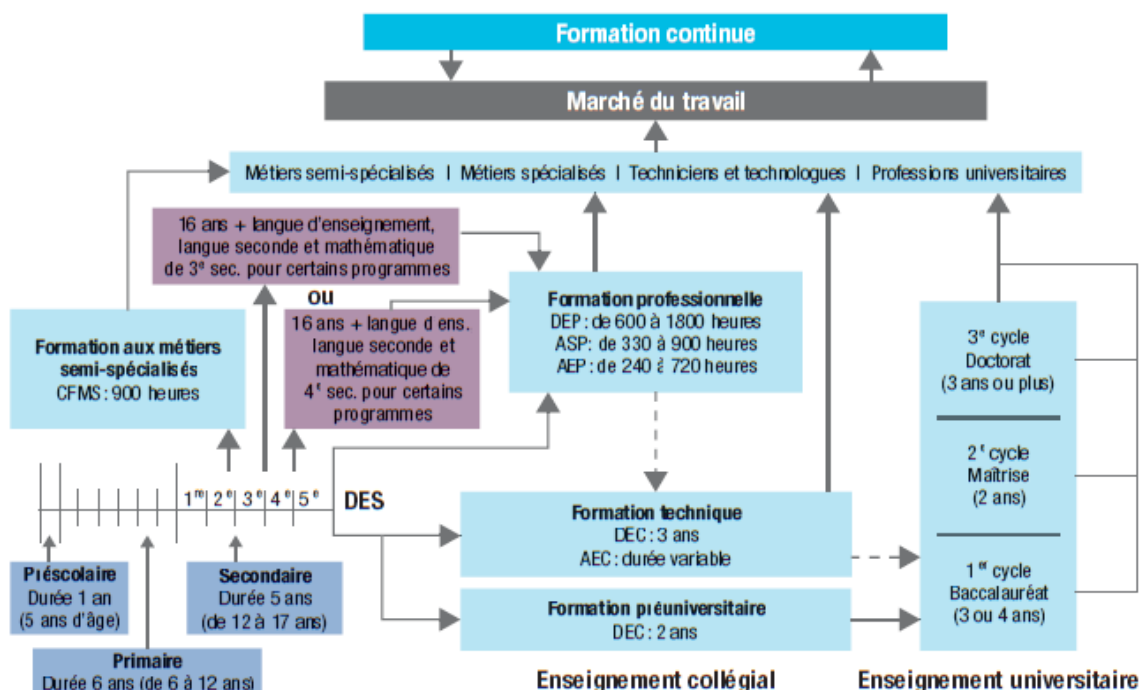 Formation continue
Marché du travail
Métiers semi-spécialisés | Métiers spécialisés | Techniciens et technologues | Professions universitaires
16 ans + langue d'enseignement,
langue seconde et mathématique
de 3e sec. pour certains programmes
ou
16 ans + langue d ens.
langue seconde et
mathématique de
4e sec. pour certains
programmes
Formation aux métiers
semi-spécialisés
CFMS : 900 heures
Formation professionnelle
DEP : de 600 à 1800 heures
ASP : de 330 à 900 heures
AEP : de 240 à 720 heures
3e cycle
Doctorat
(3 ans ou plus)
2e cycle
Maîtrise
(2 ans)
1er cycle
Baccalauréat
(3 ou 4 ans)
1re 2e 3e 4e 5e DES
Formation technique
DEC : 3 ans
AEC : durée variable
Formation préuniversitaire
DEC : 2 ans
Préscolaire
Durée 1 an
(5 ans d'âge)
Secondaire
Durée 5 ans
(de 12 à 17 ans)
Primaire
Durée 6 ans (de 6 à 12 ans)
Enseignement collégial
Enseignement universitaire